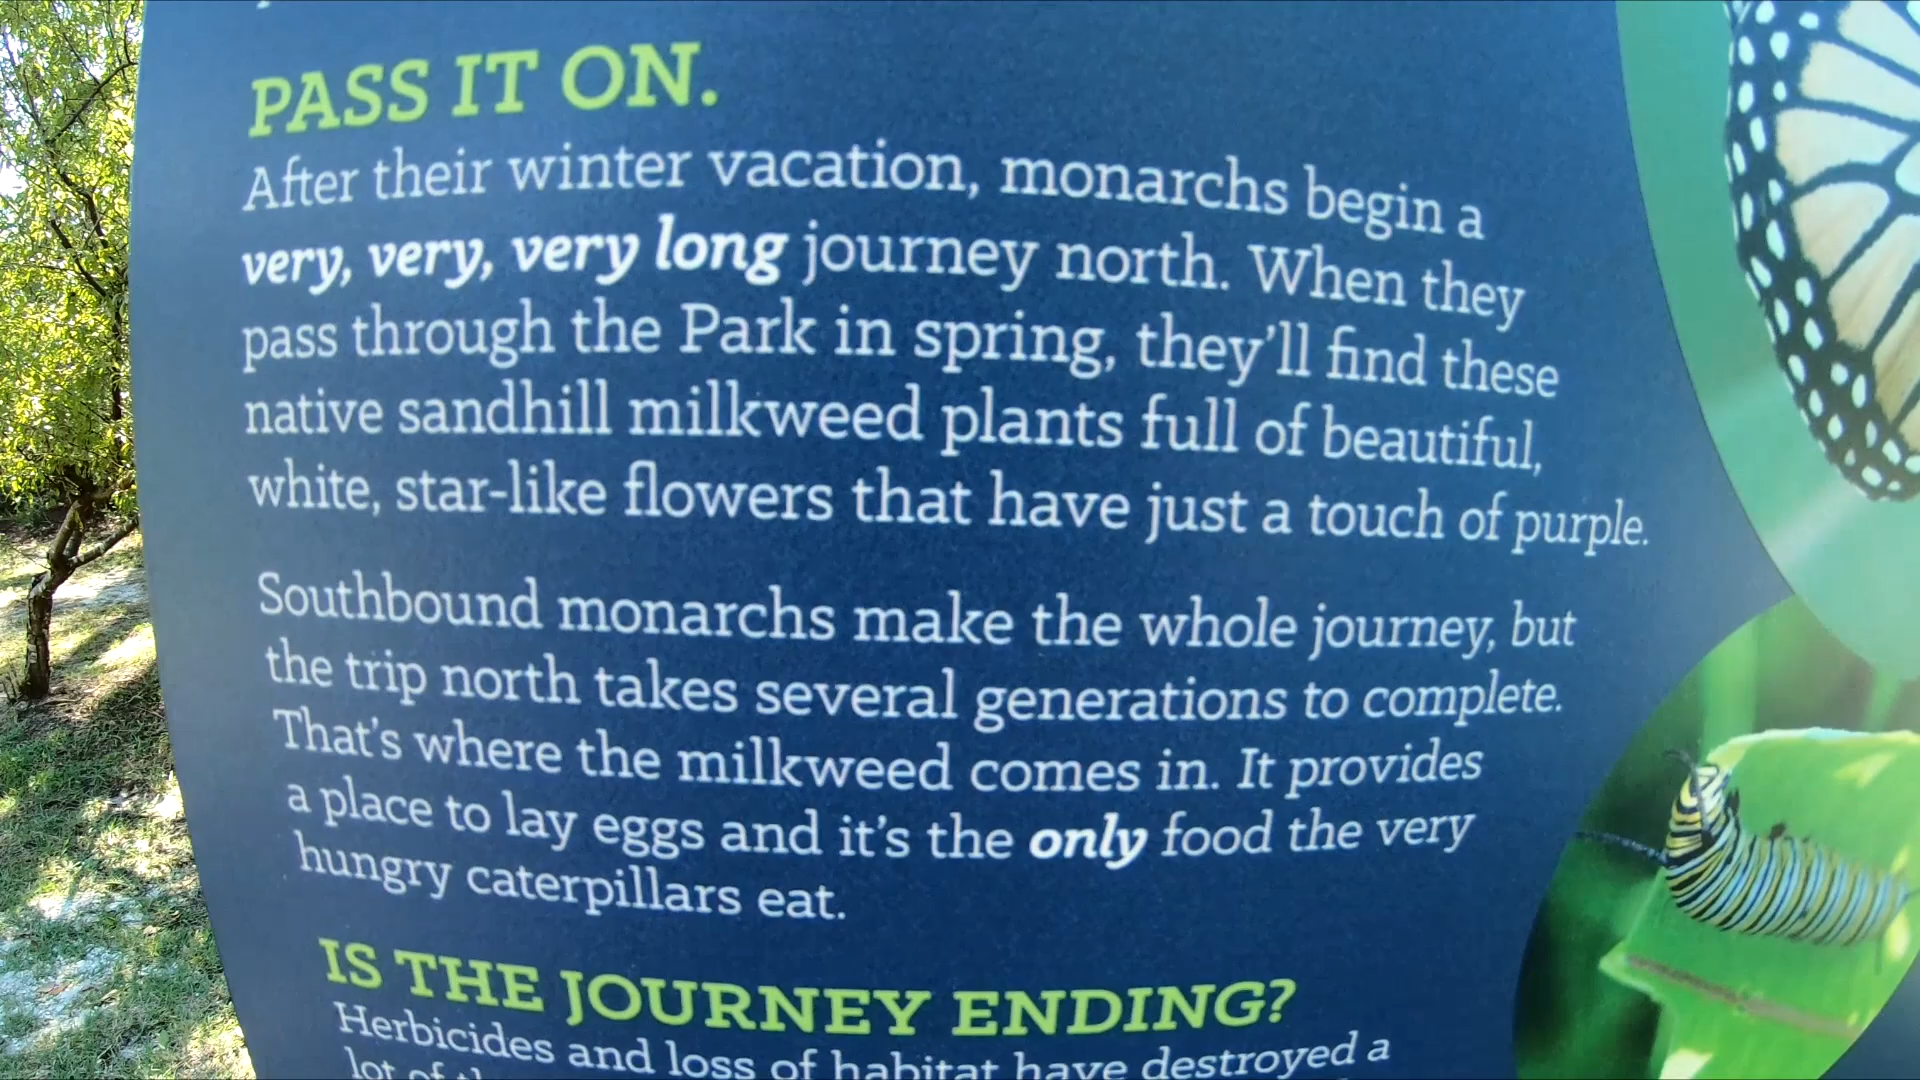 PASS IT ON.
After their winter vacation, monarchs begin a
very, very, very long journey north. When they
pass through the Park in spring, they'll find these
native sandhill milkweed plants full of beautiful,
white, star-like flowers that have just a touch of purple.
Southbound monarchs make the whole journey, but
the trip north takes several generations to complete.
That's where the milkweed comes in. It provides
a place to lay eggs and it's the only food the very
hungry caterpillars eat.
IS THE JOURNEY ENDING?
Herbicides and loss of habitat have destroyed a
lot of